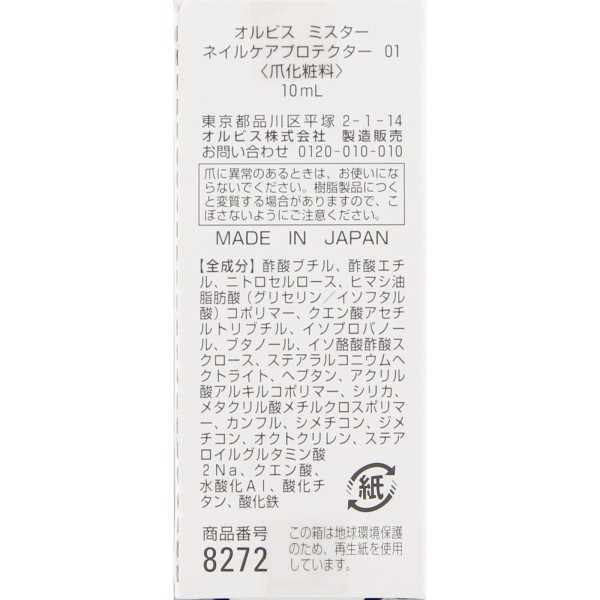 オルビス ミスター
ネイルケアプロテクター 01
〈爪化粧料〉
10mL
東京都品川区平塚 2-1-14
オルビス株式会社 製造販売
お問い合わせ 0120-010-010
爪に異常のあるときは、お使いにな
らないでください。樹脂製品につく
と変質する場合がありますので、こ
ぼさないようにご注意ください。
MADE IN JAPAN
【全成分】酢酸ブチル、酢酸エチ
ル、ニトロセルロース、ヒマシ油
脂肪酸（グリセリン／イソフタル
酸）コポリマー、クエン酸アセチ
ルトリブチル、イソプロパノー
ル、ブタノール、イソ酪酸酢酸ス
クロース、ステアラルコニウムヘ
クトライト、ヘプタン、アクリル
酸アルキルコポリマー、シリカ、
メタクリル酸メチルクロスポリマ
ー、カンフル、シメチコン、ジメ
チコン、オクトクリレン、ステア
ロイルグルタミン酸
2Na、クエン酸、
水酸化Al、酸化チ
タン、酸化鉄
紙
商品番号
8272
この箱は地球環境保護
のため、再生紙を使用
しています。